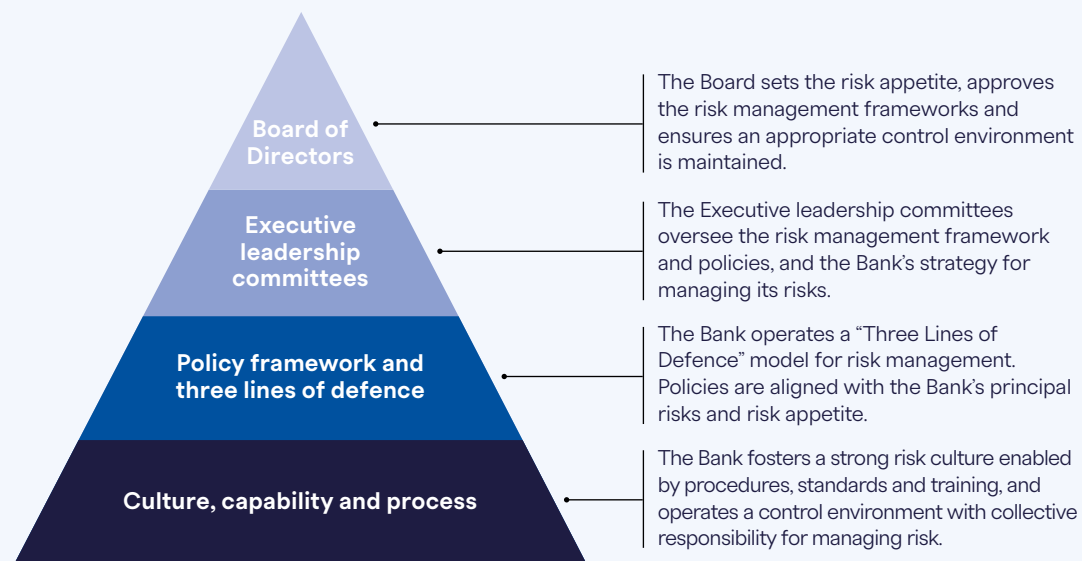 Board of
Directors
The Board sets the risk appetite, approves
the risk management frameworks and
ensures an appropriate control environment
is maintained.
Executive
leadership
committees
The Executive leadership committees
oversee the risk management framework
and policies, and the Bank’s strategy for
managing its risks.
Policy framework and
three lines of defence
The Bank operates a “Three Lines of
Defence” model for risk management.
Policies are aligned with the Bank’s principal
risks and risk appetite.
Culture, capability and process
The Bank fosters a strong risk culture enabled
by procedures, standards and training, and
operates a control environment with collective
responsibility for managing risk.